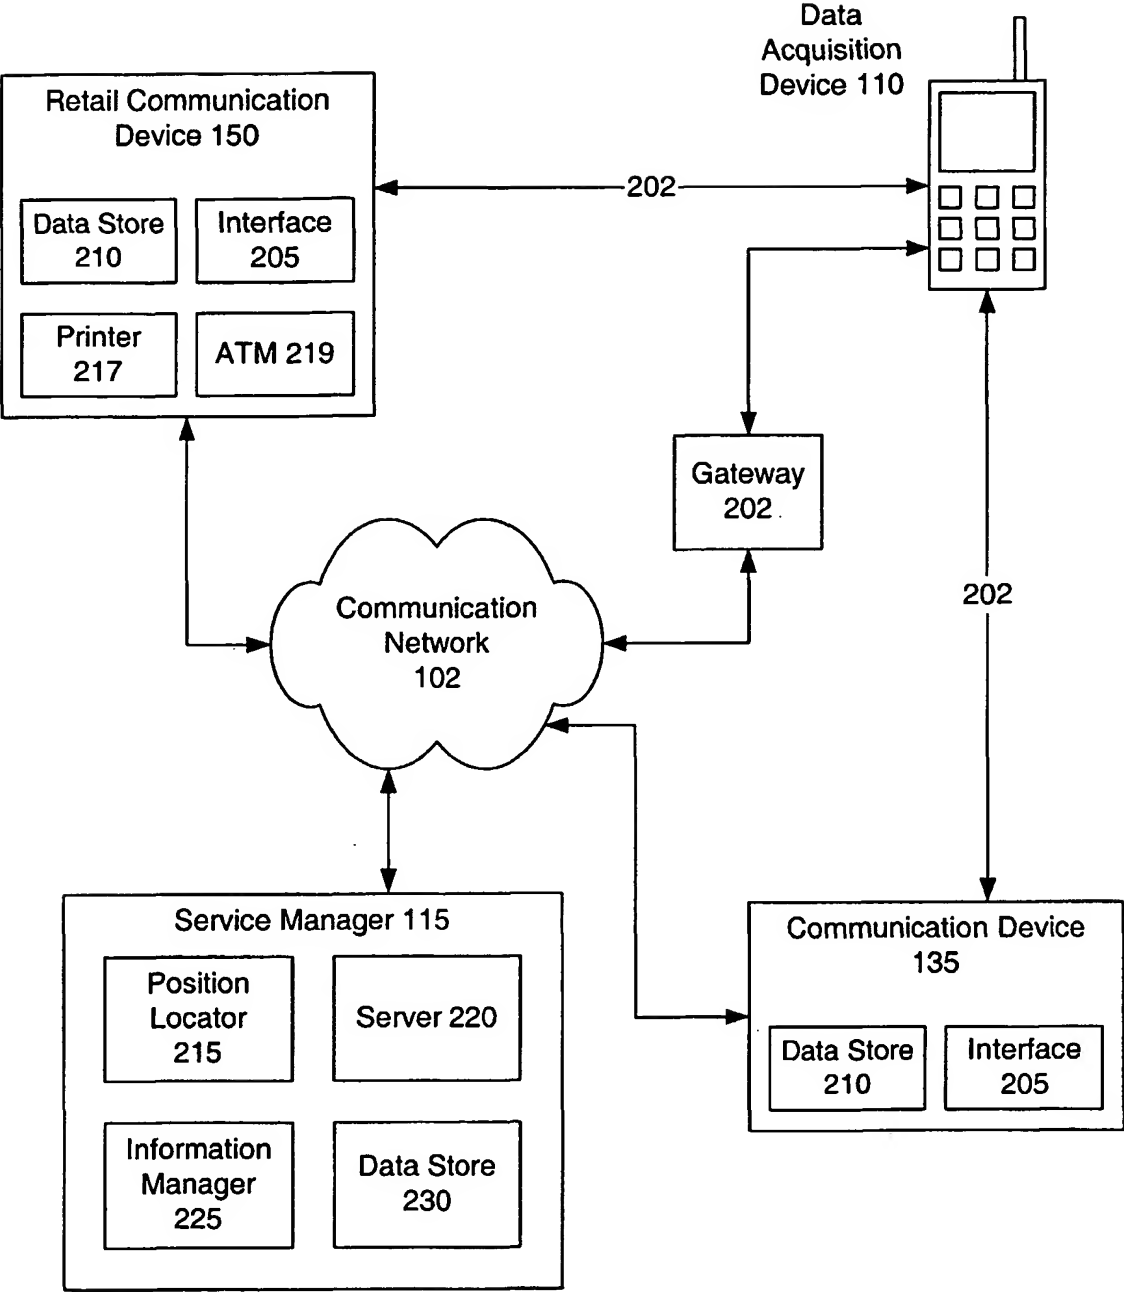 Data
Acquisition
Device 110
Retail Communication
Device 150
202
Data Store
210
Interface
205
Printer
217
ATM 219
Gateway
202
202
Communication
Network
102
Service Manager 115
Position
Locator
215
Server 220
Information
Manager
225
Data Store
230
Communication Device
135
Data Store
210
Interface
205